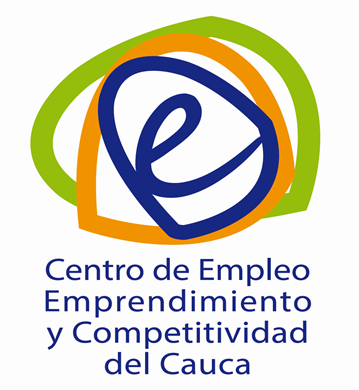 e
Centro de Empleo
Emprendimiento
y Competitividad
del Cauca